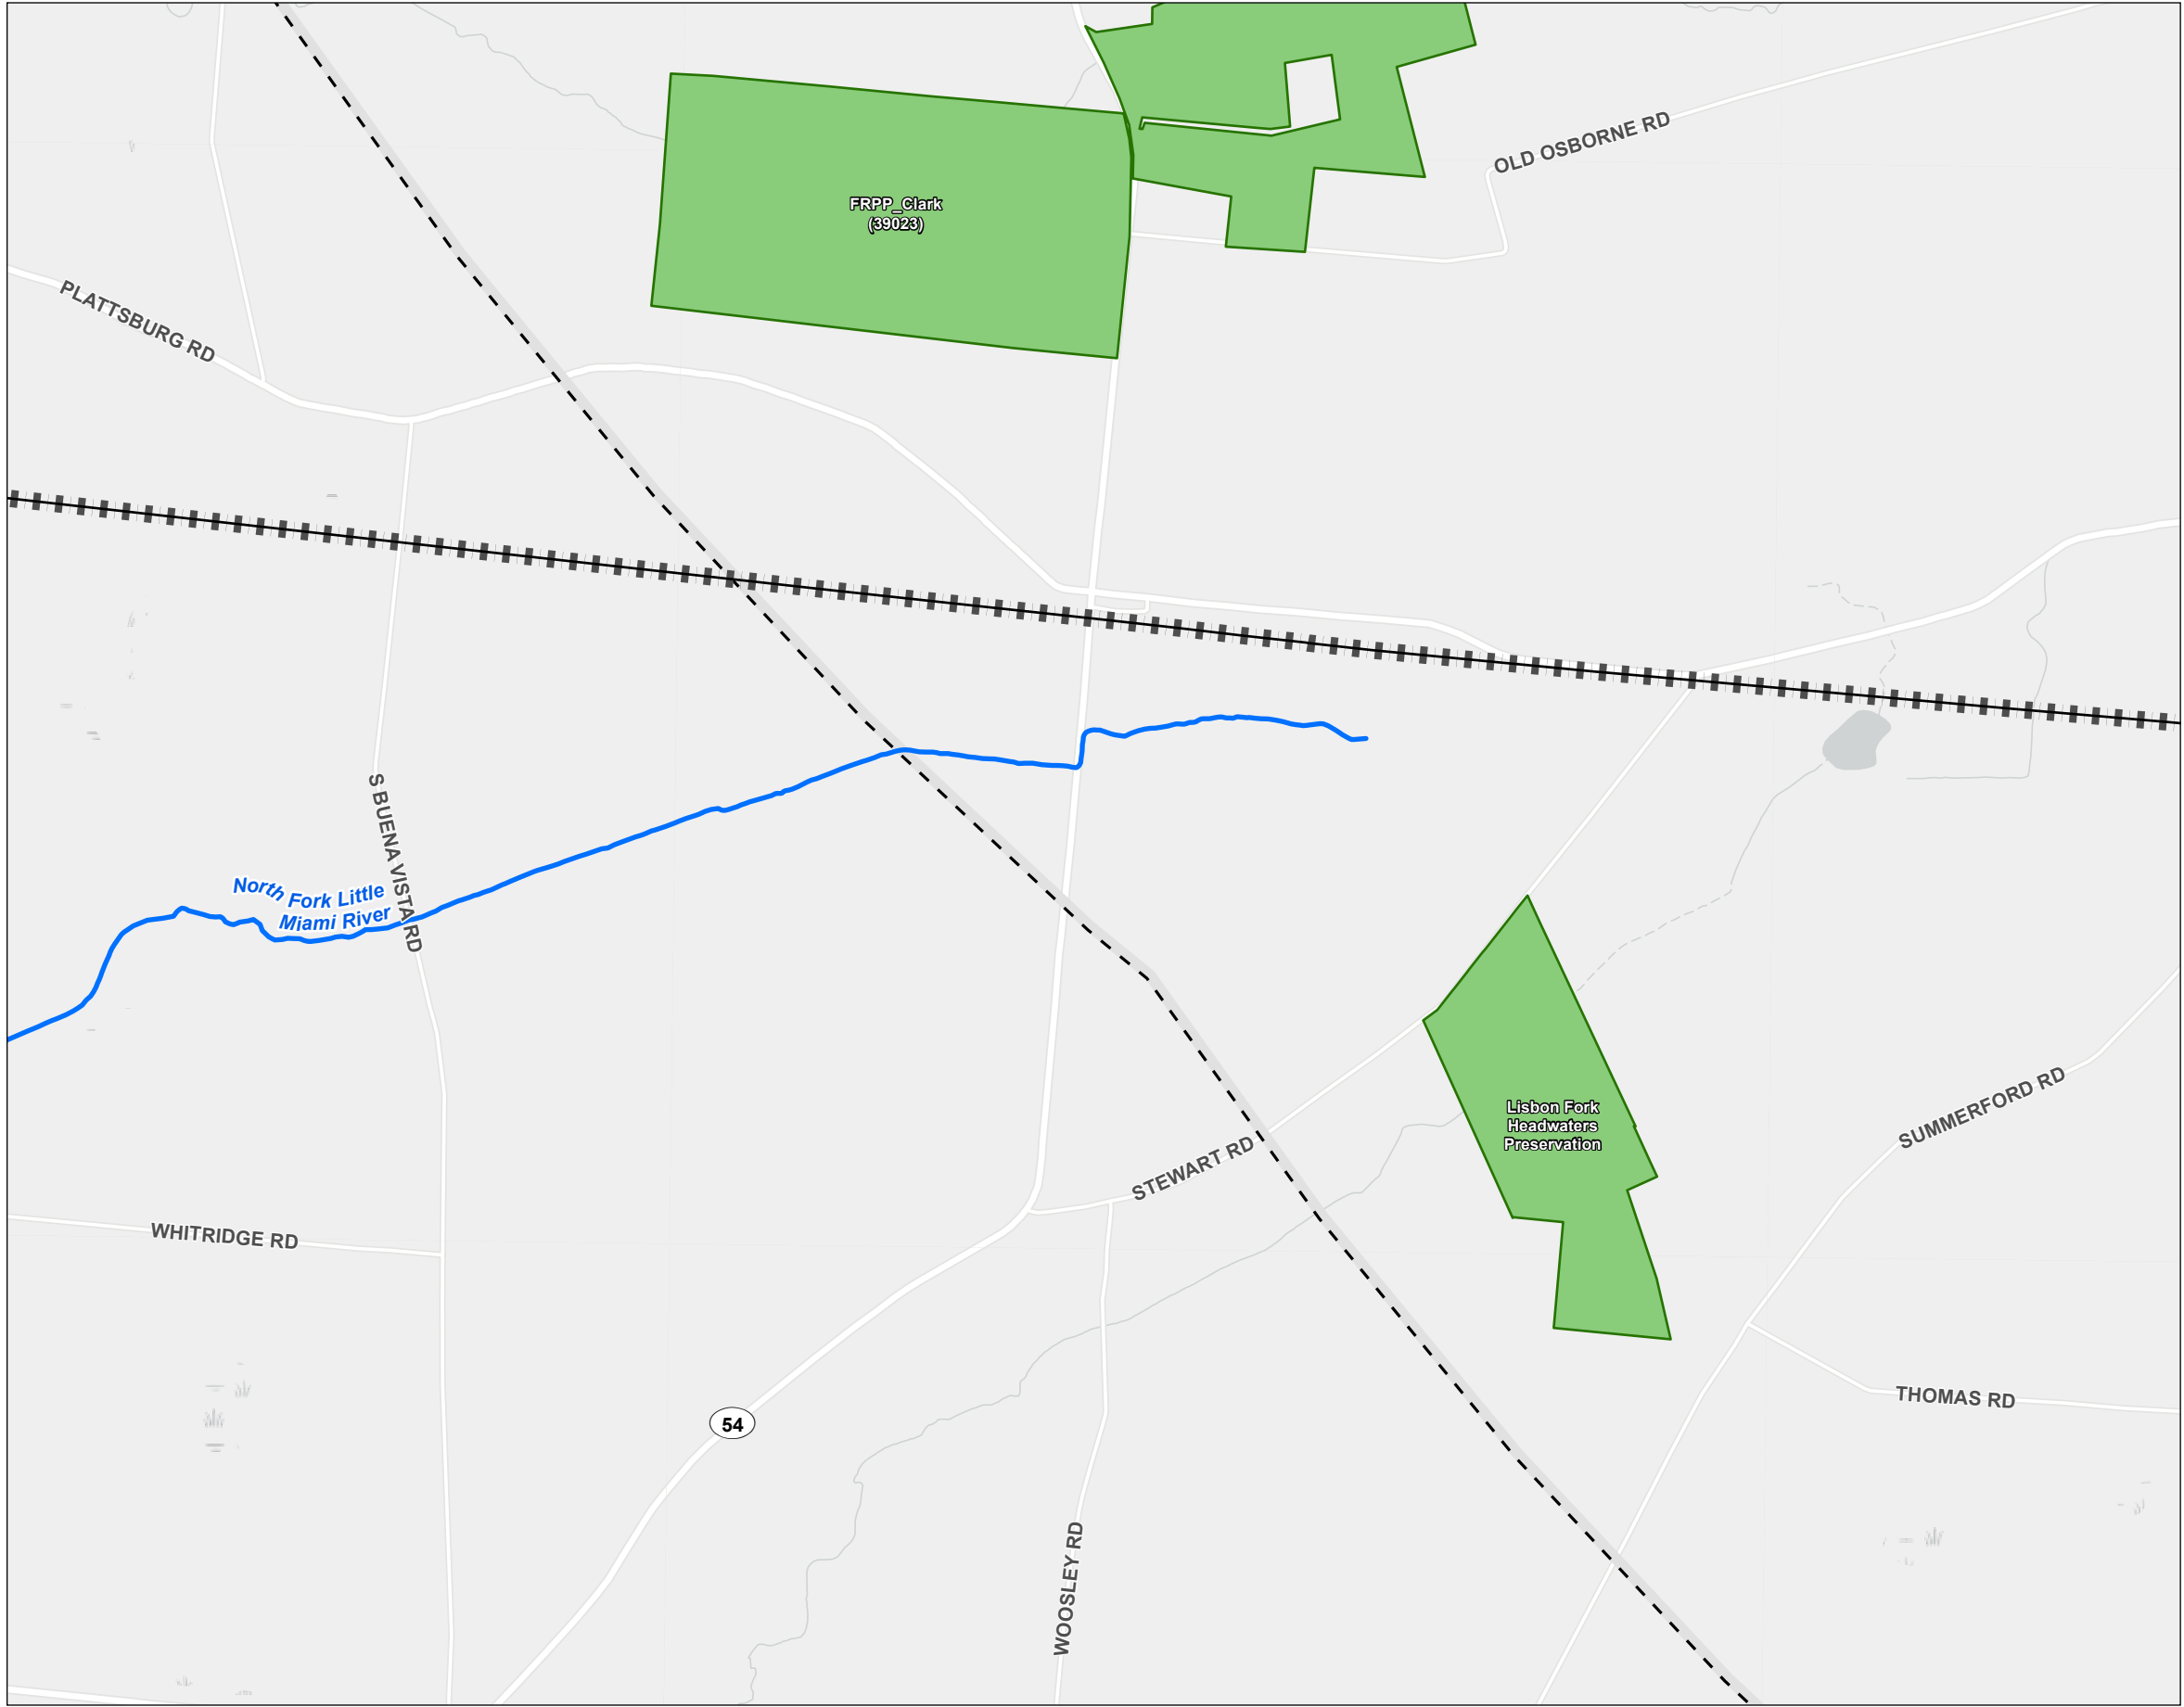 OLD OSBORNE RD
FRPP_Clark
(39023)
PLATTSBURG RD
S BUENA VISTA RD
North Fork Little
Miami River
Lisbon Fork
Headwaters
Preservation
SUMMERFORD RD
STEWART RD
WHITRIDGE RD
THOMAS RD
54
WOOSLEY RD